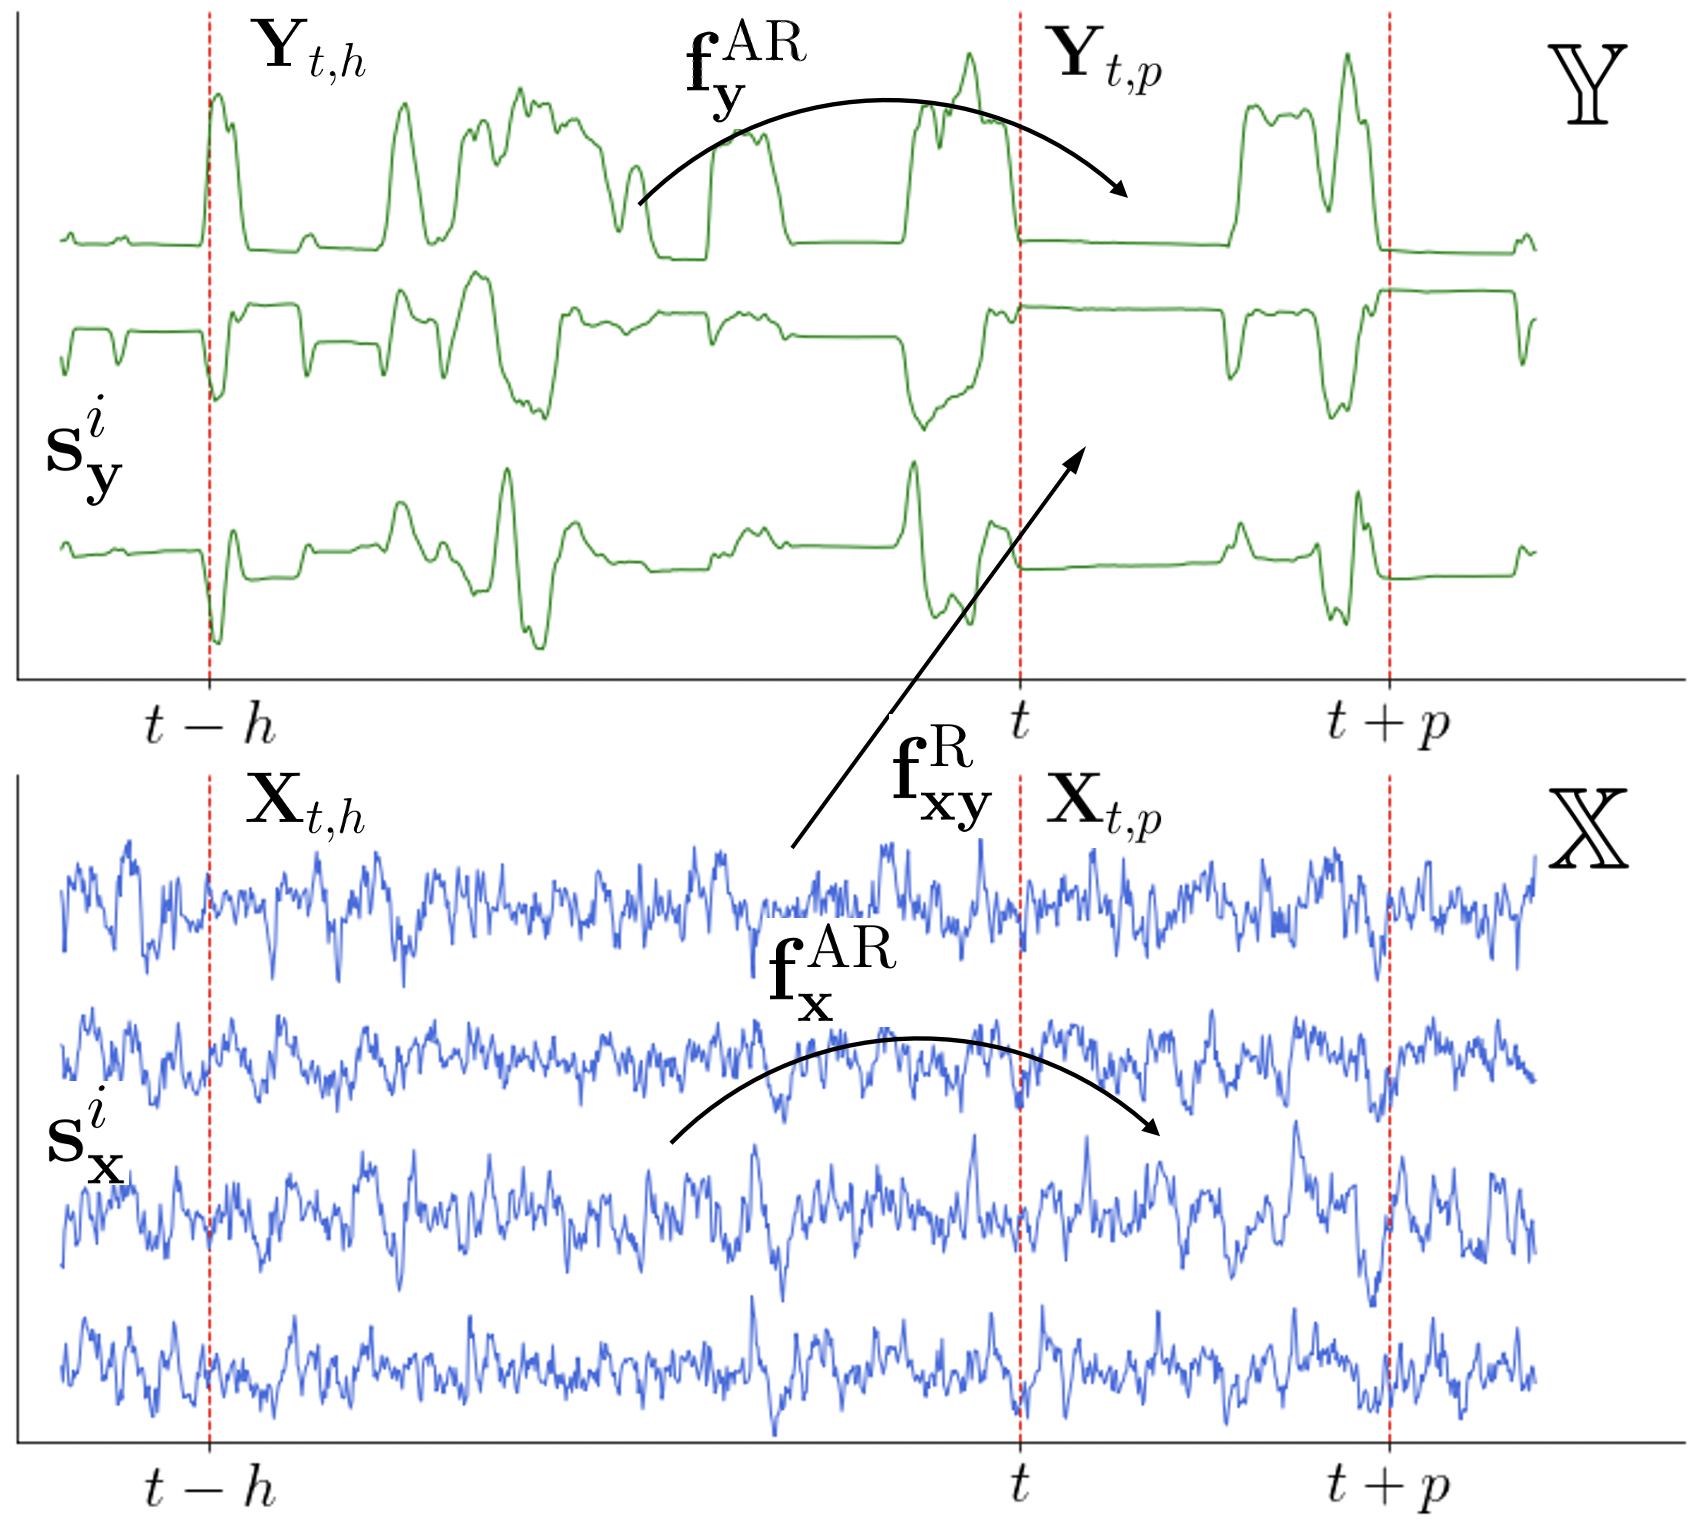 𝐘_{t,h} 𝐟_𝐲^{AR} 𝐘_{t,p} 𝕐
𝐬_𝐲^i
t − h t t + p
𝐟_{𝐱𝐲}^R
𝐗_{t,h} 𝐗_{t,p} 𝕏
𝐟_𝐱^{AR}
𝐬_𝐱^i
t − h t t + p